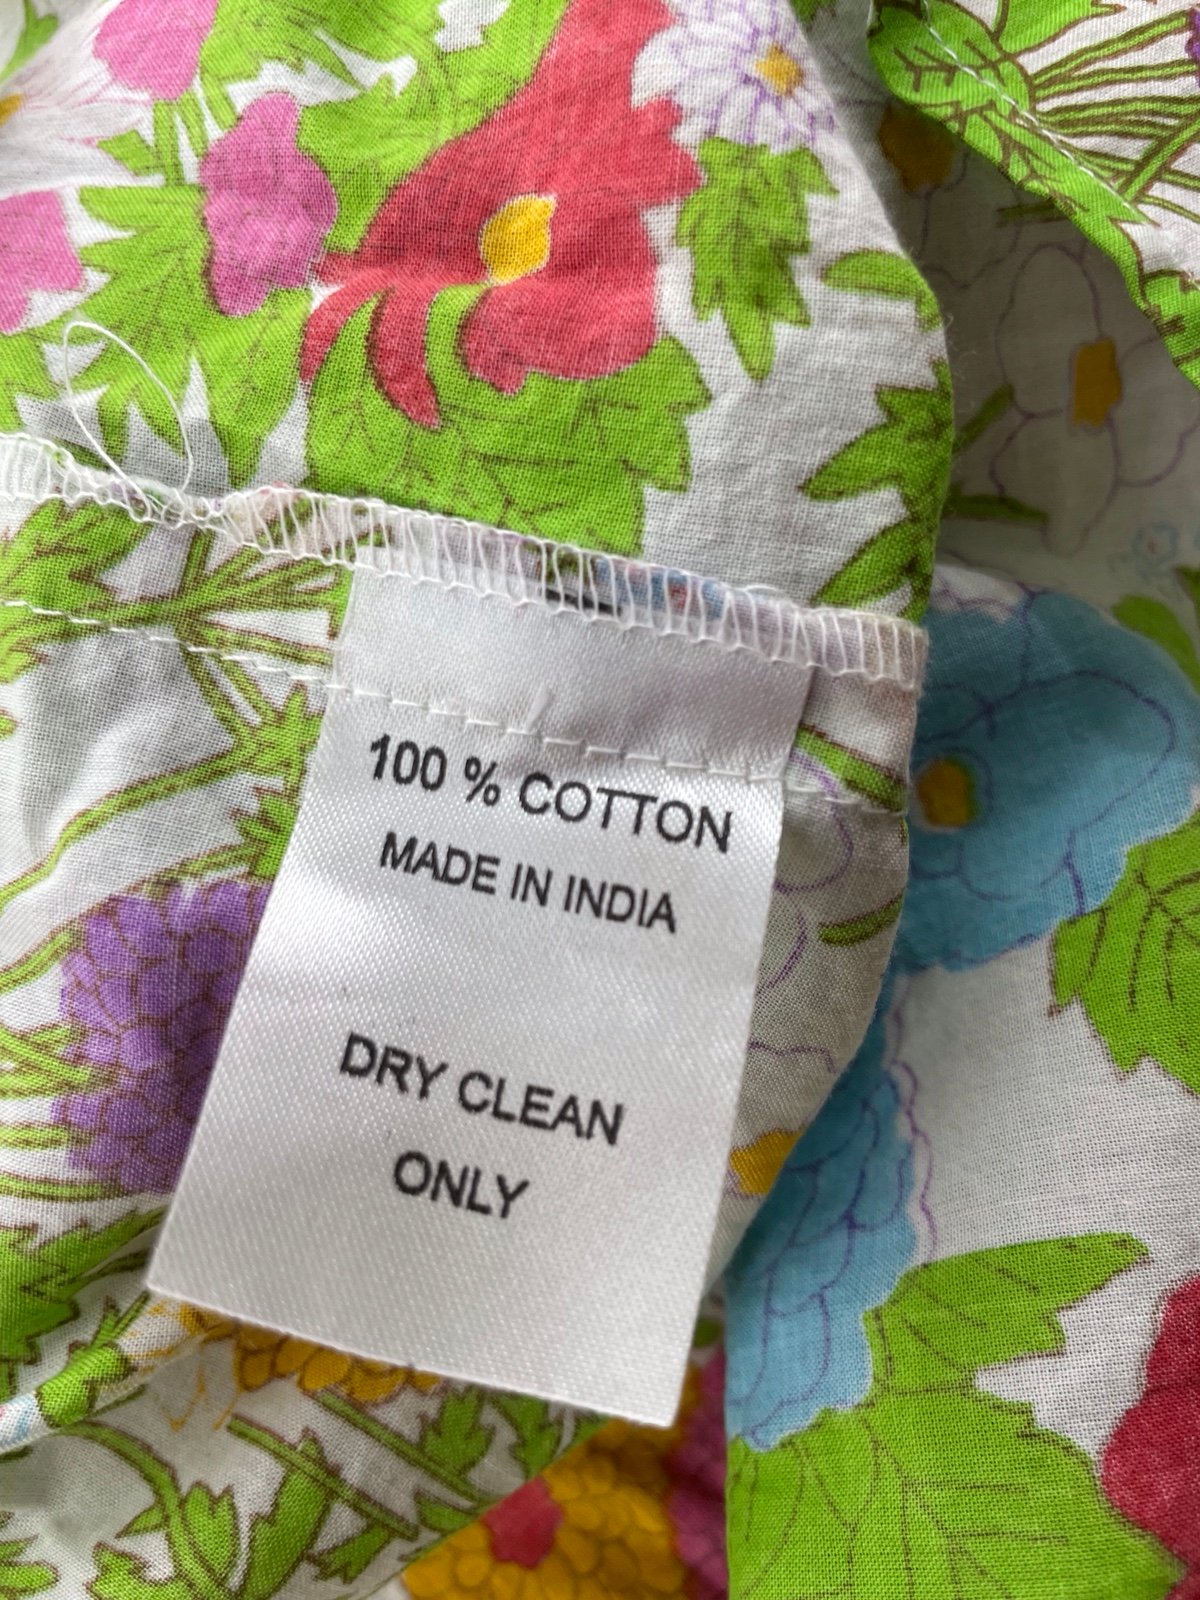 100 % COTTON
MADE IN INDIA
DRY CLEAN
ONLY